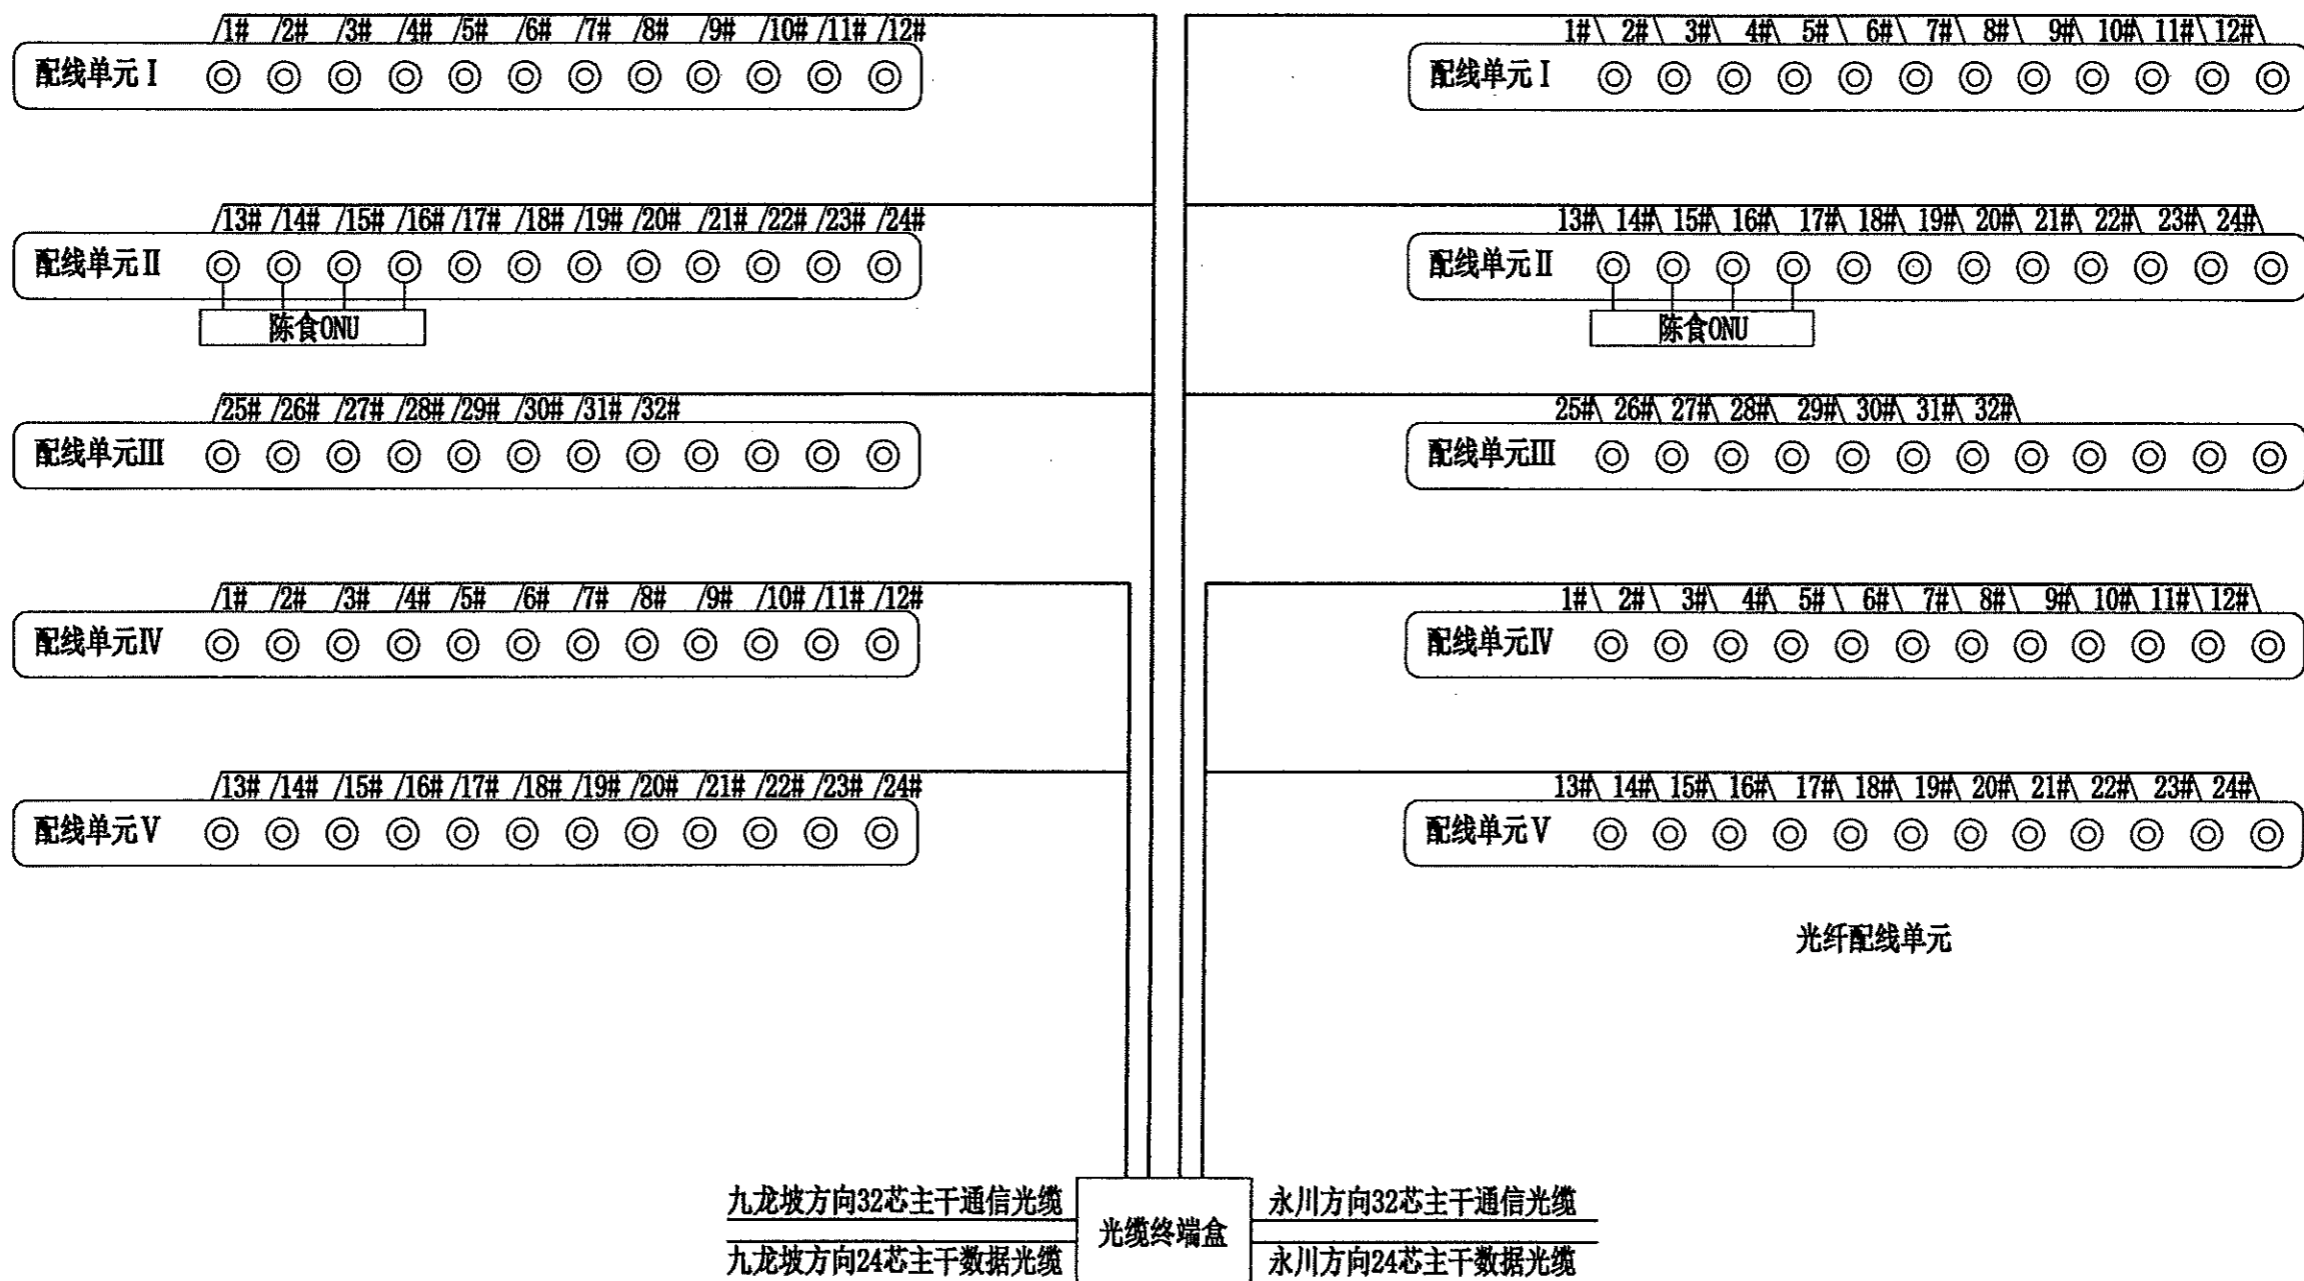 1# 2# 3# 4# 5# 6# 7# 8# 9# 10# 11# 12#
配线单元Ⅰ
1# 2# 3# 4# 5# 6# 7# 8# 9# 10# 11# 12#
配线单元Ⅰ
13# 14# 15# 16# 17# 18# 19# 20# 21# 22# 23# 24#
配线单元Ⅱ
陈食ONU
13# 14# 15# 16# 17# 18# 19# 20# 21# 22# 23# 24#
配线单元Ⅱ
陈食ONU
25# 26# 27# 28# 29# 30# 31# 32#
配线单元Ⅲ
25# 26# 27# 28# 29# 30# 31# 32#
配线单元Ⅲ
1# 2# 3# 4# 5# 6# 7# 8# 9# 10# 11# 12#
配线单元Ⅳ
1# 2# 3# 4# 5# 6# 7# 8# 9# 10# 11# 12#
配线单元Ⅳ
13# 14# 15# 16# 17# 18# 19# 20# 21# 22# 23# 24#
配线单元Ⅴ
13# 14# 15# 16# 17# 18# 19# 20# 21# 22# 23# 24#
配线单元Ⅴ
光纤配线单元
九龙坡方向32芯主干通信光缆
九龙坡方向24芯主干数据光缆
光缆终端盒
永川方向32芯主干通信光缆
永川方向24芯主干数据光缆